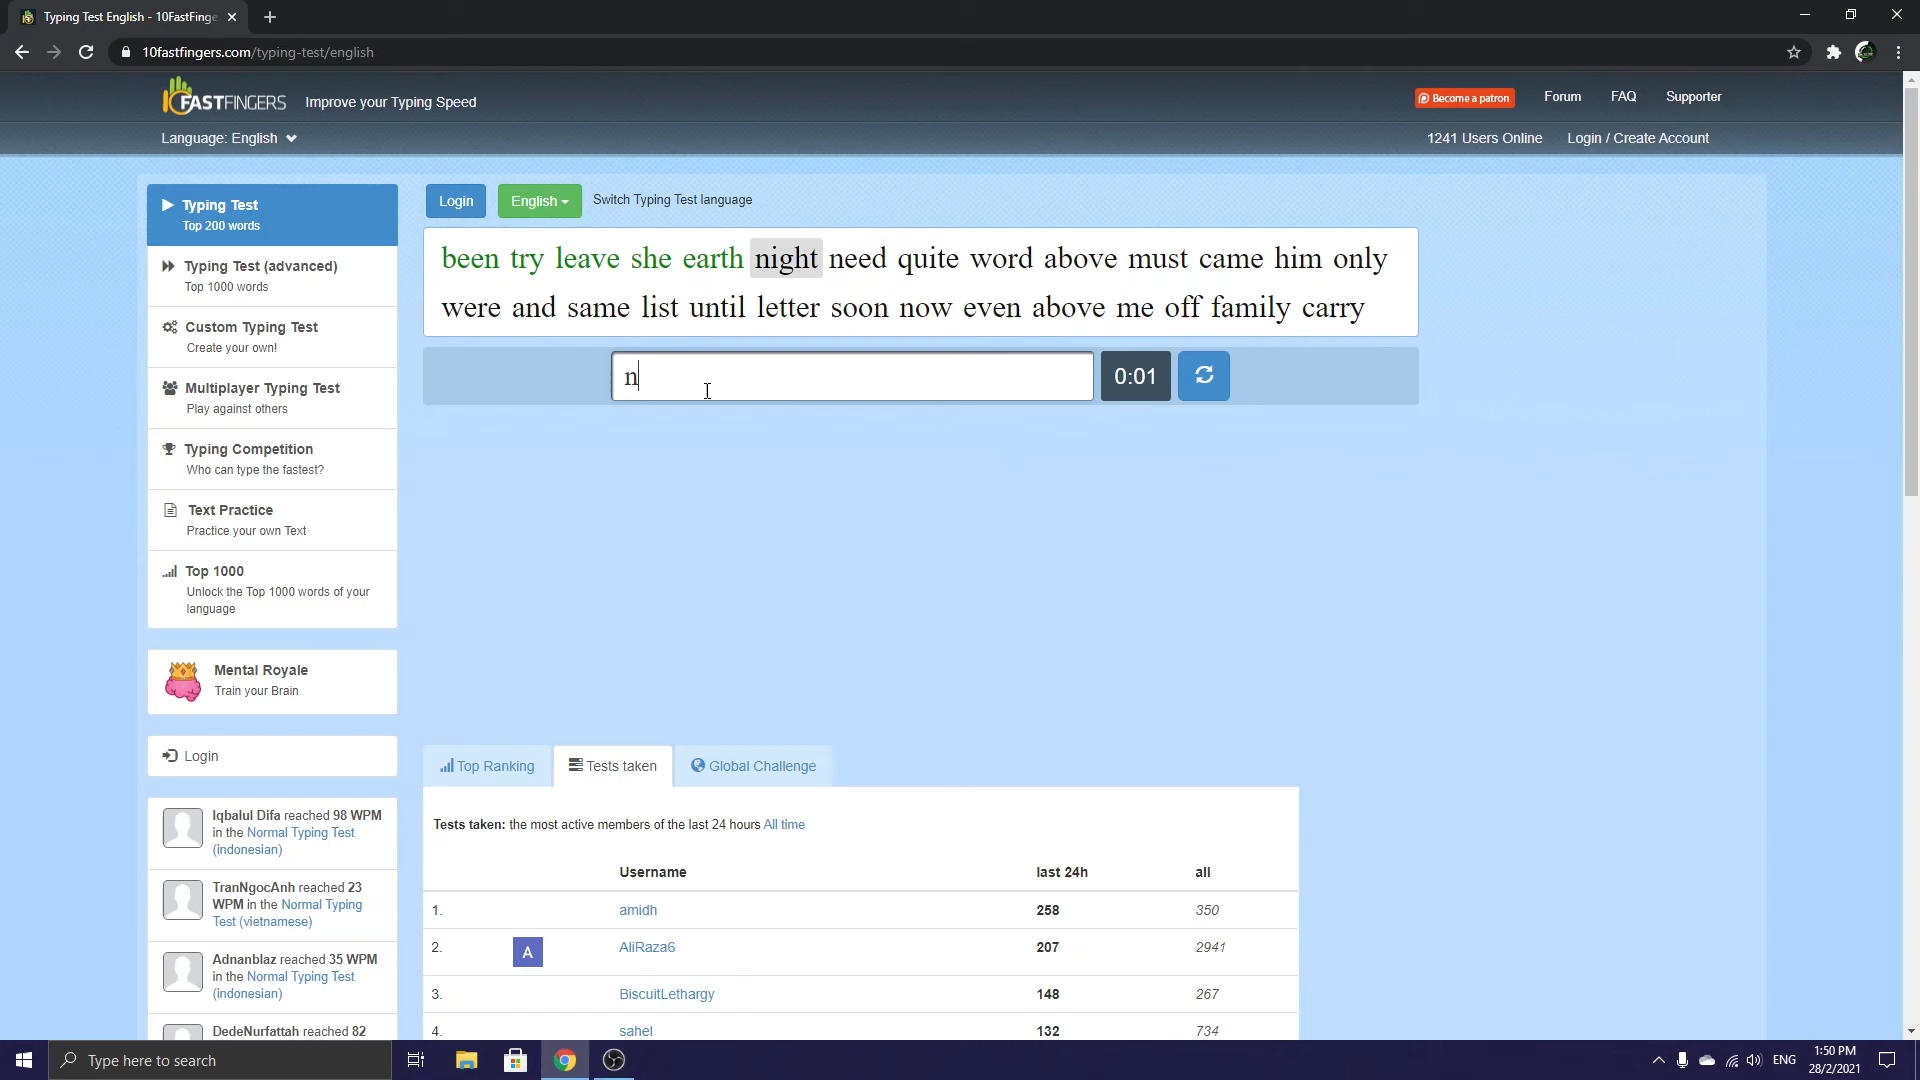 Typing Test English - 10FastFinge
10fastfingers.com/typing-test/english
10FASTFINGERS Improve your Typing Speed
Become a patron Forum FAQ Supporter
Language: English
1241 Users Online Login / Create Account
Typing Test
Top 200 words
Typing Test (advanced)
Top 1000 words
Custom Typing Test
Create your own!
Multiplayer Typing Test
Play against others
Typing Competition
Who can type the fastest?
Text Practice
Practice your own Text
Top 1000
Unlock the Top 1000 words of your
language
Mental Royale
Train your Brain
Login
Iqbalul Difa reached 98 WPM
in the Normal Typing Test
(indonesian)
TranNgocAnh reached 23
WPM in the Normal Typing
Test (vietnamese)
Adnanblaz reached 35 WPM
in the Normal Typing Test
(indonesian)
DedeNurfattah reached 82
Login English Switch Typing Test language
been try leave she earth night need quite word above must came him only
were and same list until letter soon now even above me off family carry
n 0:01
Top Ranking Tests taken Global Challenge
Tests taken: the most active members of the last 24 hours All time
Username last 24h all
1. amidh 258 350
2. A AliRaza6 207 2941
3. BiscuitLethargy 148 267
4. sahel 132 734
Type here to search
ENG
1:50 PM
28/2/2021